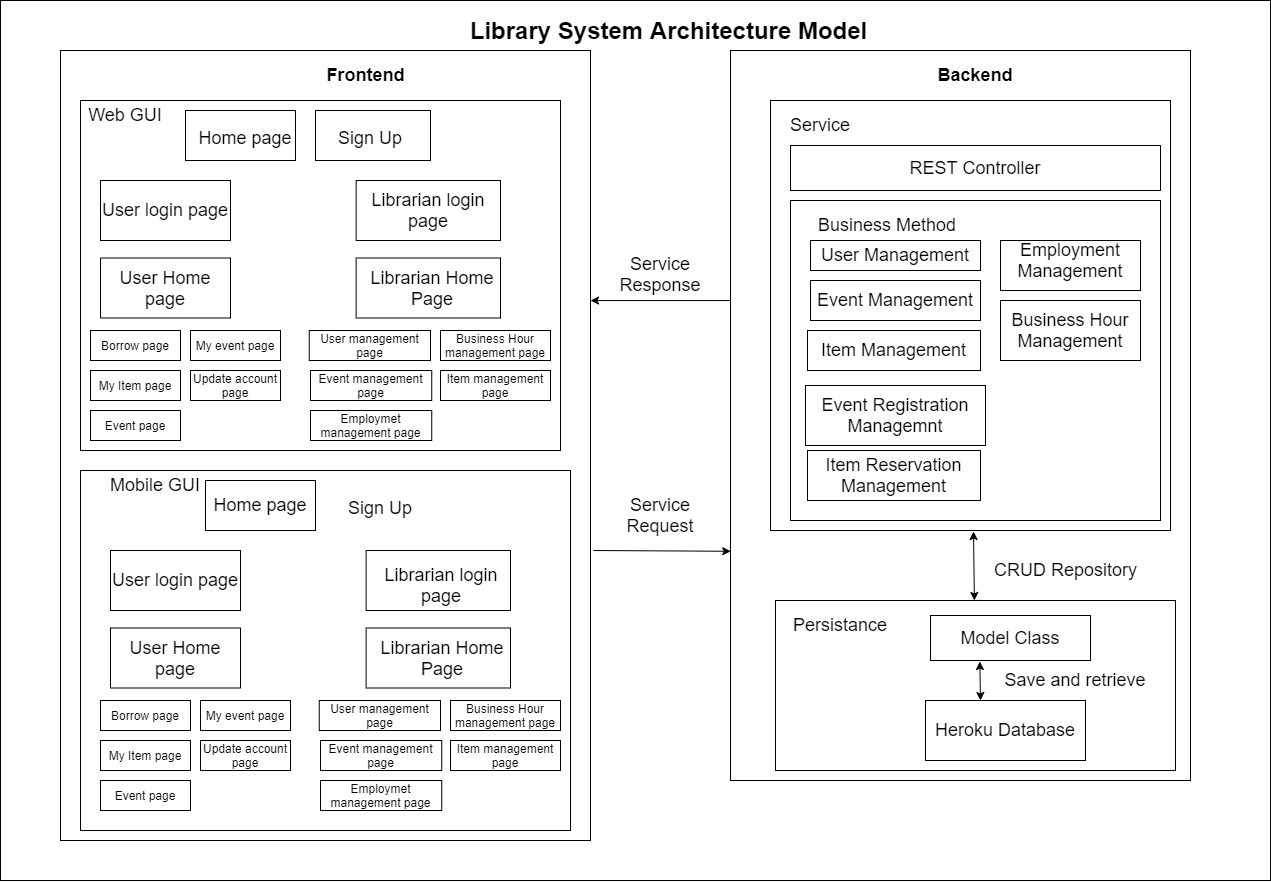 Library System Architecture Model
Frontend
Web GUI
Home page
Sign Up
User login page
Librarian login
page
User Home
page
Librarian Home
Page
Borrow page
My event page
User management
page
Business Hour
management page
My Item page
Update account
page
Event management
page
Item management
page
Event page
Employmet
management page
Mobile GUI
Home page
Sign Up
User login page
Librarian login
page
User Home
page
Librarian Home
Page
Borrow page
My event page
User management
page
Business Hour
management page
My Item page
Update account
page
Event management
page
Item management
page
Event page
Employmet
management page
Service
Response
Service
Request
Backend
Service
REST Controller
Business Method
User Management
Employment
Management
Event Management
Business Hour
Management
Item Management
Event Registration
Managemnt
Item Reservation
Management
CRUD Repository
Persistance
Model Class
Save and retrieve
Heroku Database